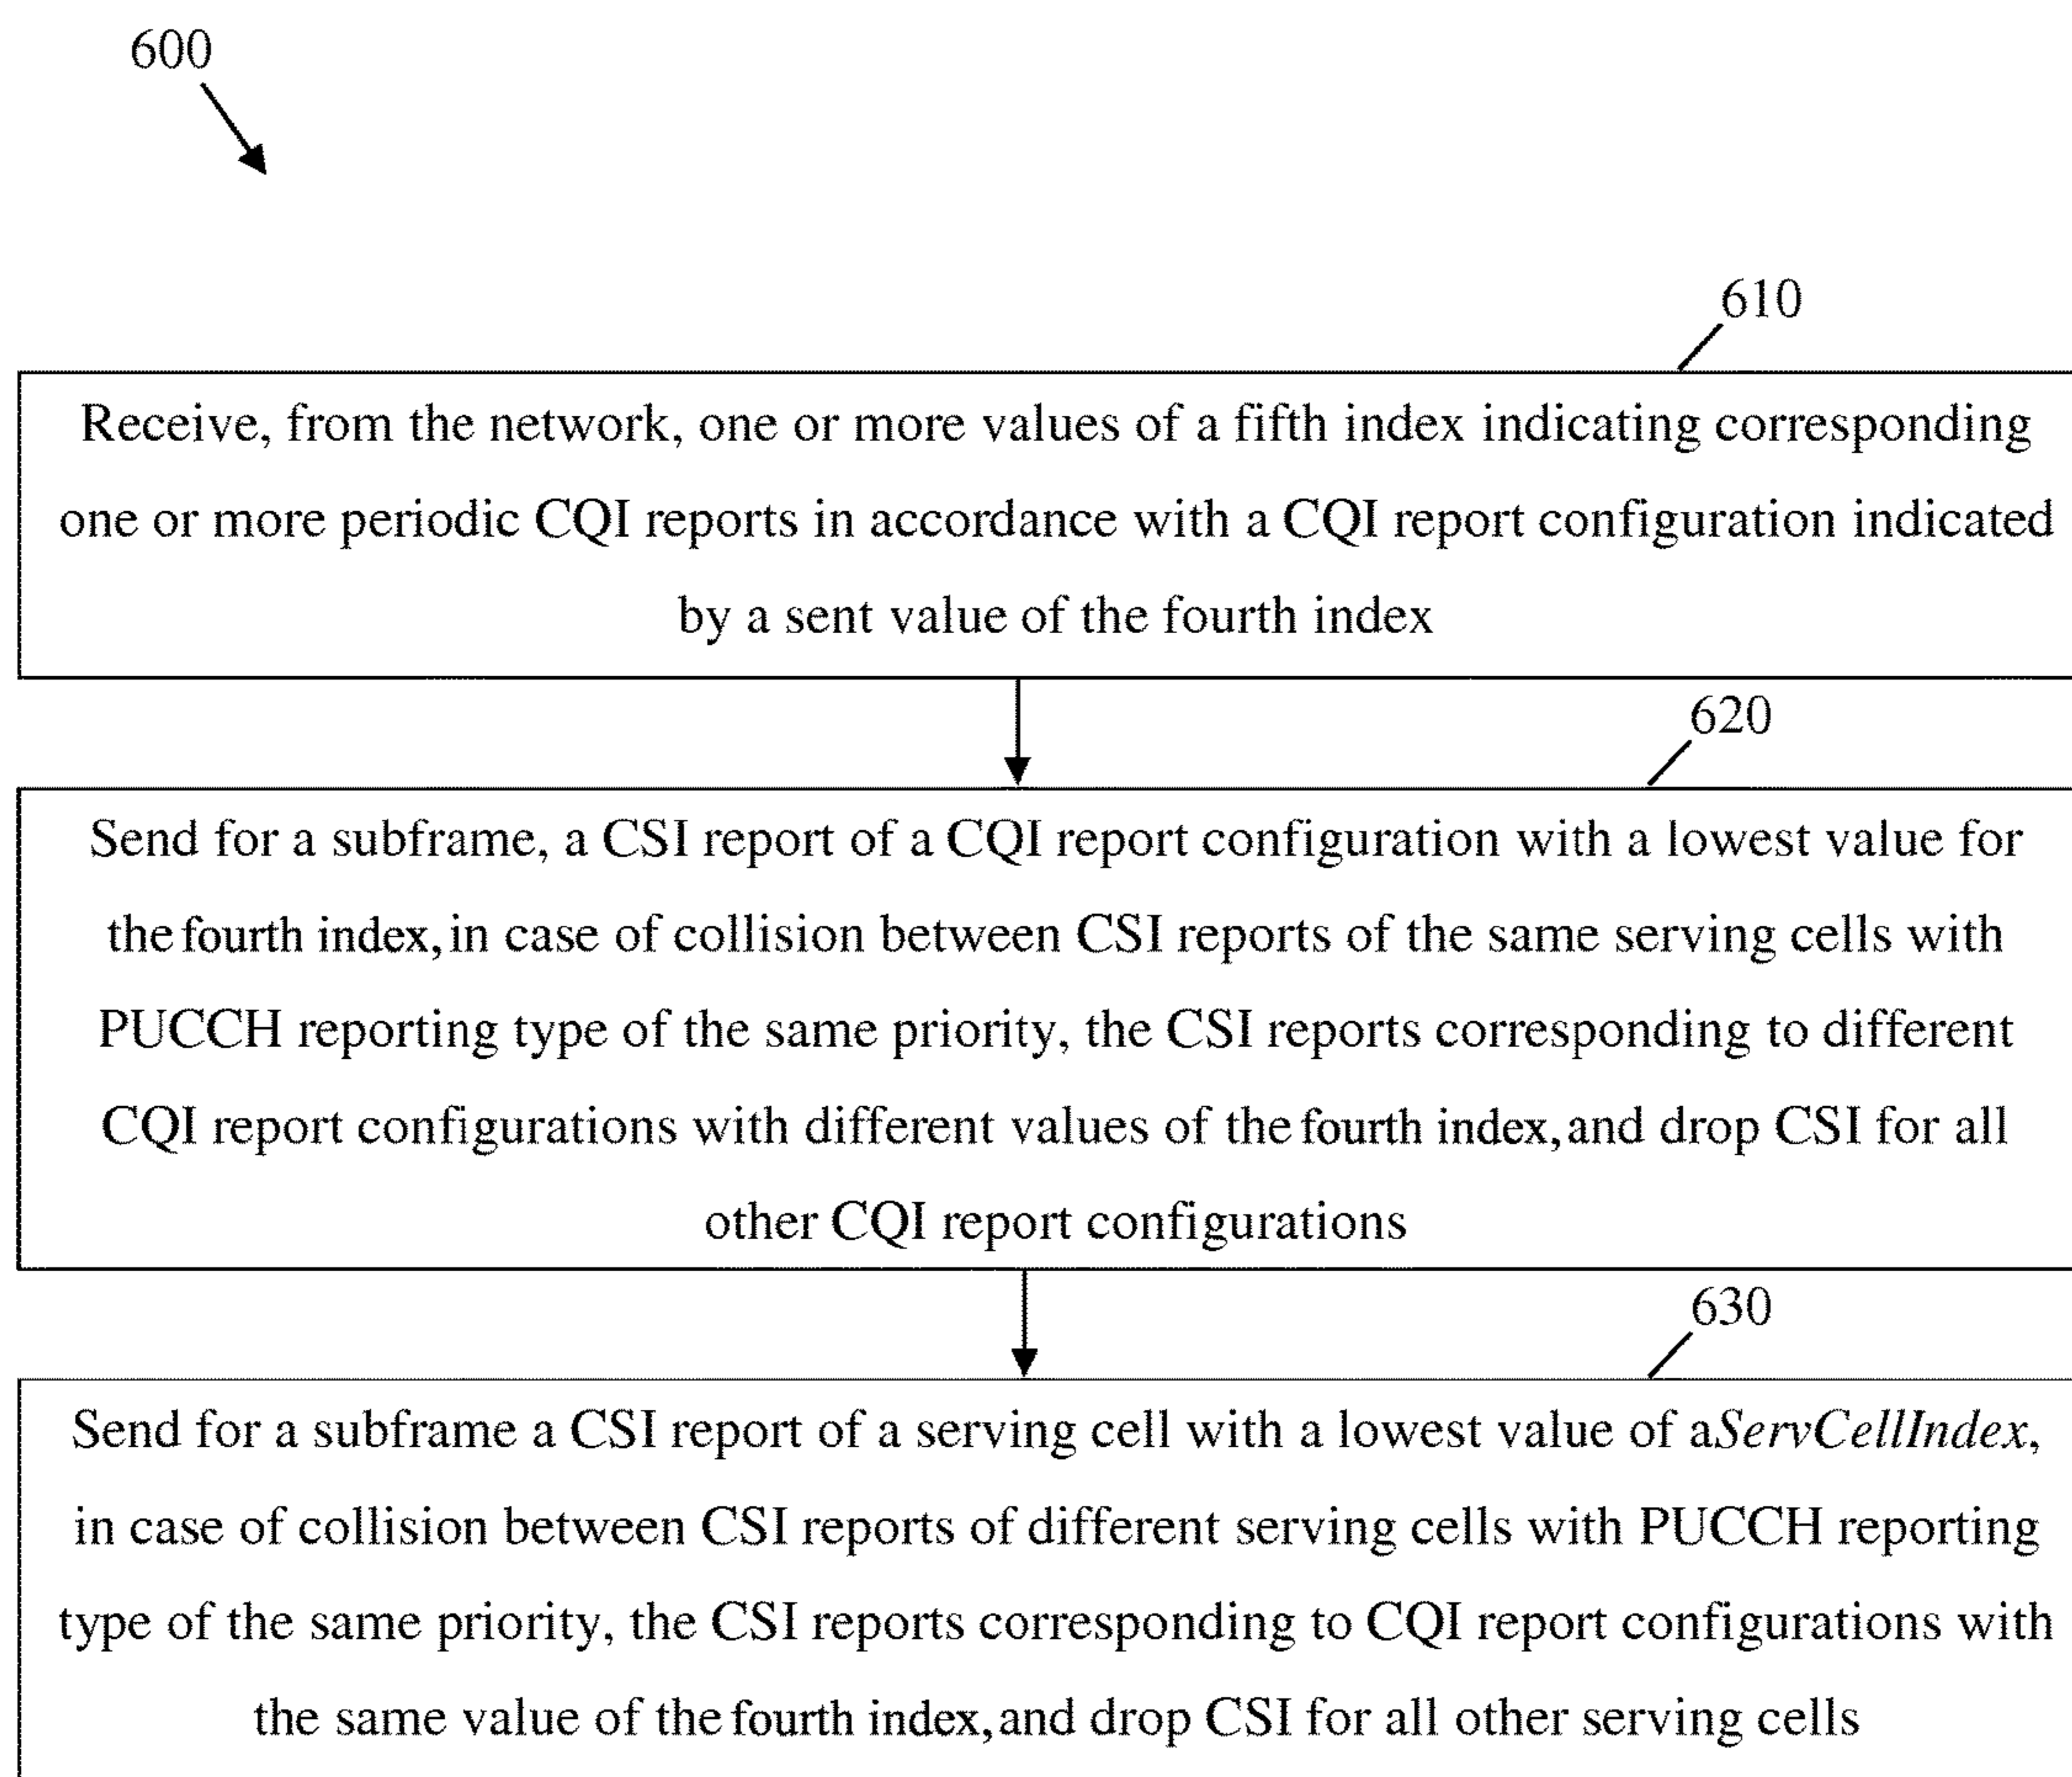 600
610
Receive, from the network, one or more values of a fifth index indicating corresponding
one or more periodic CQI reports in accordance with a CQI report configuration indicated
by a sent value of the fourth index
620
Send for a subframe, a CSI report of a CQI report configuration with a lowest value for
the fourth index, in case of collision between CSI reports of the same serving cells with
PUCCH reporting type of the same priority, the CSI reports corresponding to different
CQI report configurations with different values of the fourth index, and drop CSI for all
other CQI report configurations
630
Send for a subframe a CSI report of a serving cell with a lowest value of aServCellIndex,
in case of collision between CSI reports of different serving cells with PUCCH reporting
type of the same priority, the CSI reports corresponding to CQI report configurations with
the same value of the fourth index, and drop CSI for all other serving cells